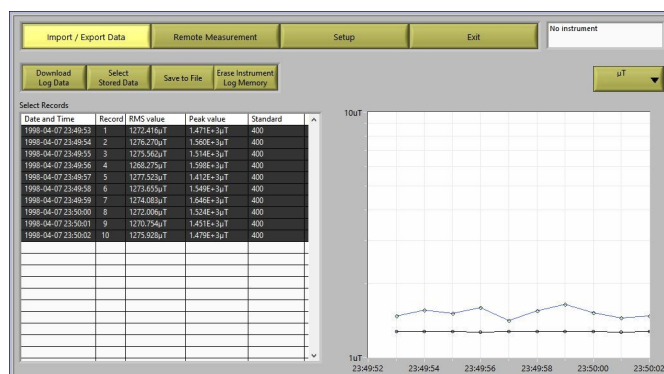 Import / Export Data Remote Measurement Setup Exit No instrument
Download Log Data Select Stored Data Save to File Erase Instrument Log Memory µT
Select Records
Date and Time Record RMS value Peak value Standard
1998-04-07 23:49:53 1 1272.416µT 1.471E+3µT 400
1998-04-07 23:49:54 2 1276.270µT 1.560E+3µT 400
1998-04-07 23:49:55 3 1275.562µT 1.514E+3µT 400
1998-04-07 23:49:56 4 1268.275µT 1.598E+3µT 400
1998-04-07 23:49:57 5 1277.523µT 1.412E+3µT 400
1998-04-07 23:49:58 6 1273.655µT 1.549E+3µT 400
1998-04-07 23:49:59 7 1274.083µT 1.646E+3µT 400
1998-04-07 23:50:00 8 1272.006µT 1.524E+3µT 400
1998-04-07 23:50:01 9 1270.754µT 1.451E+3µT 400
1998-04-07 23:50:02 10 1275.928µT 1.479E+3µT 400
10uT
1uT
23:49:52 23:49:54 23:49:56 23:49:58 23:50:00 23:50:02